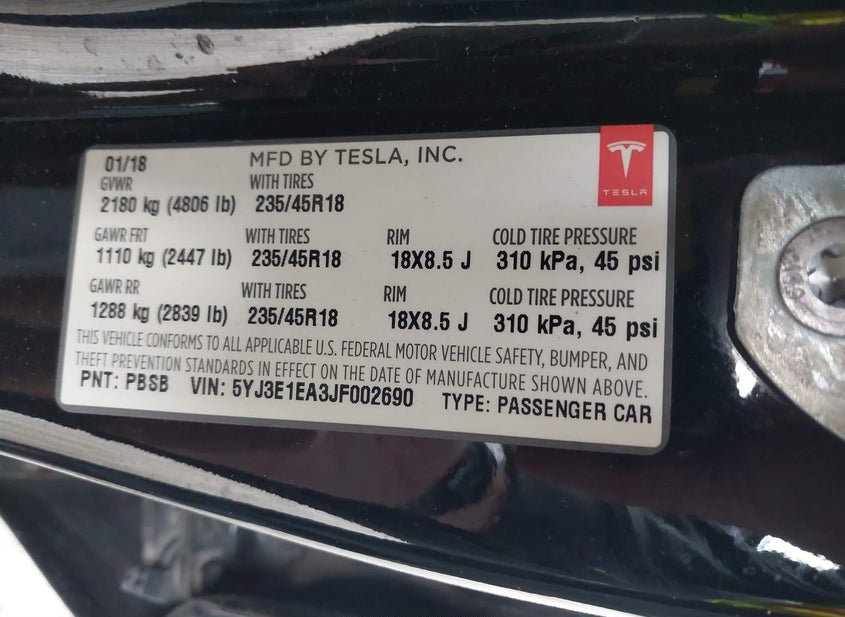 01/18 MFD BY TESLA, INC.
TESLA
GVWR WITH TIRES
2180 kg (4806 lb) 235/45R18
GAWR FRT WITH TIRES RIM COLD TIRE PRESSURE
1110 kg (2447 lb) 235/45R18 18X8.5 J 310 kPa, 45 psi
GAWR RR WITH TIRES RIM COLD TIRE PRESSURE
1288 kg (2839 lb) 235/45R18 18X8.5 J 310 kPa, 45 psi
THIS VEHICLE CONFORMS TO ALL APPLICABLE U.S. FEDERAL MOTOR VEHICLE SAFETY, BUMPER, AND
THEFT PREVENTION STANDARDS IN EFFECT ON THE DATE OF MANUFACTURE SHOWN ABOVE.
PNT: PBSB VIN: 5YJ3E1EA3JF002690 TYPE: PASSENGER CAR